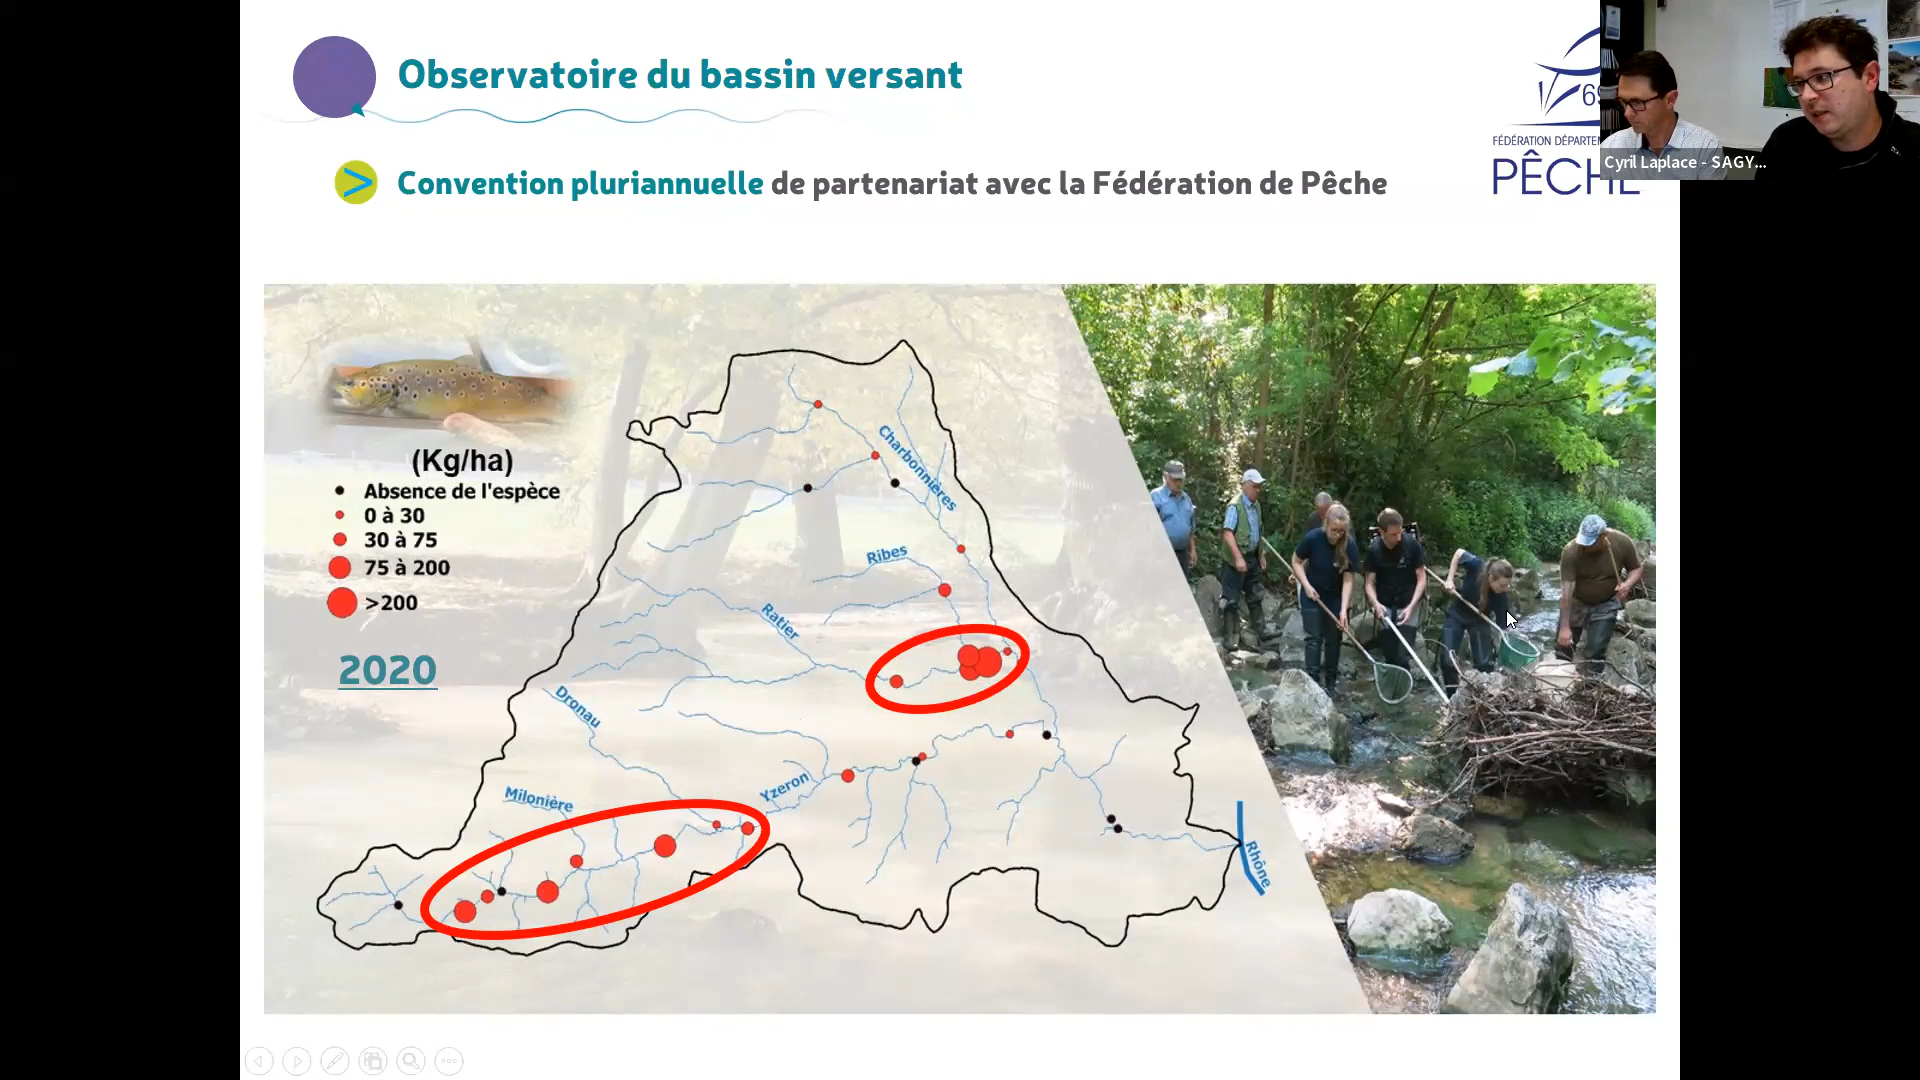 Observatoire du bassin versant
69
FÉDÉRATION DÉPARTEM
PÊCHE
Cyril Laplace - SAGY...
Convention pluriannuelle de partenariat avec la Fédération de Pêche
(Kg/ha)
Absence de l'espèce
0 à 30
30 à 75
75 à 200
>200
2020
Charbonnières
Ribes
Ratier
Dronau
Yzeron
Milonière
Rhône